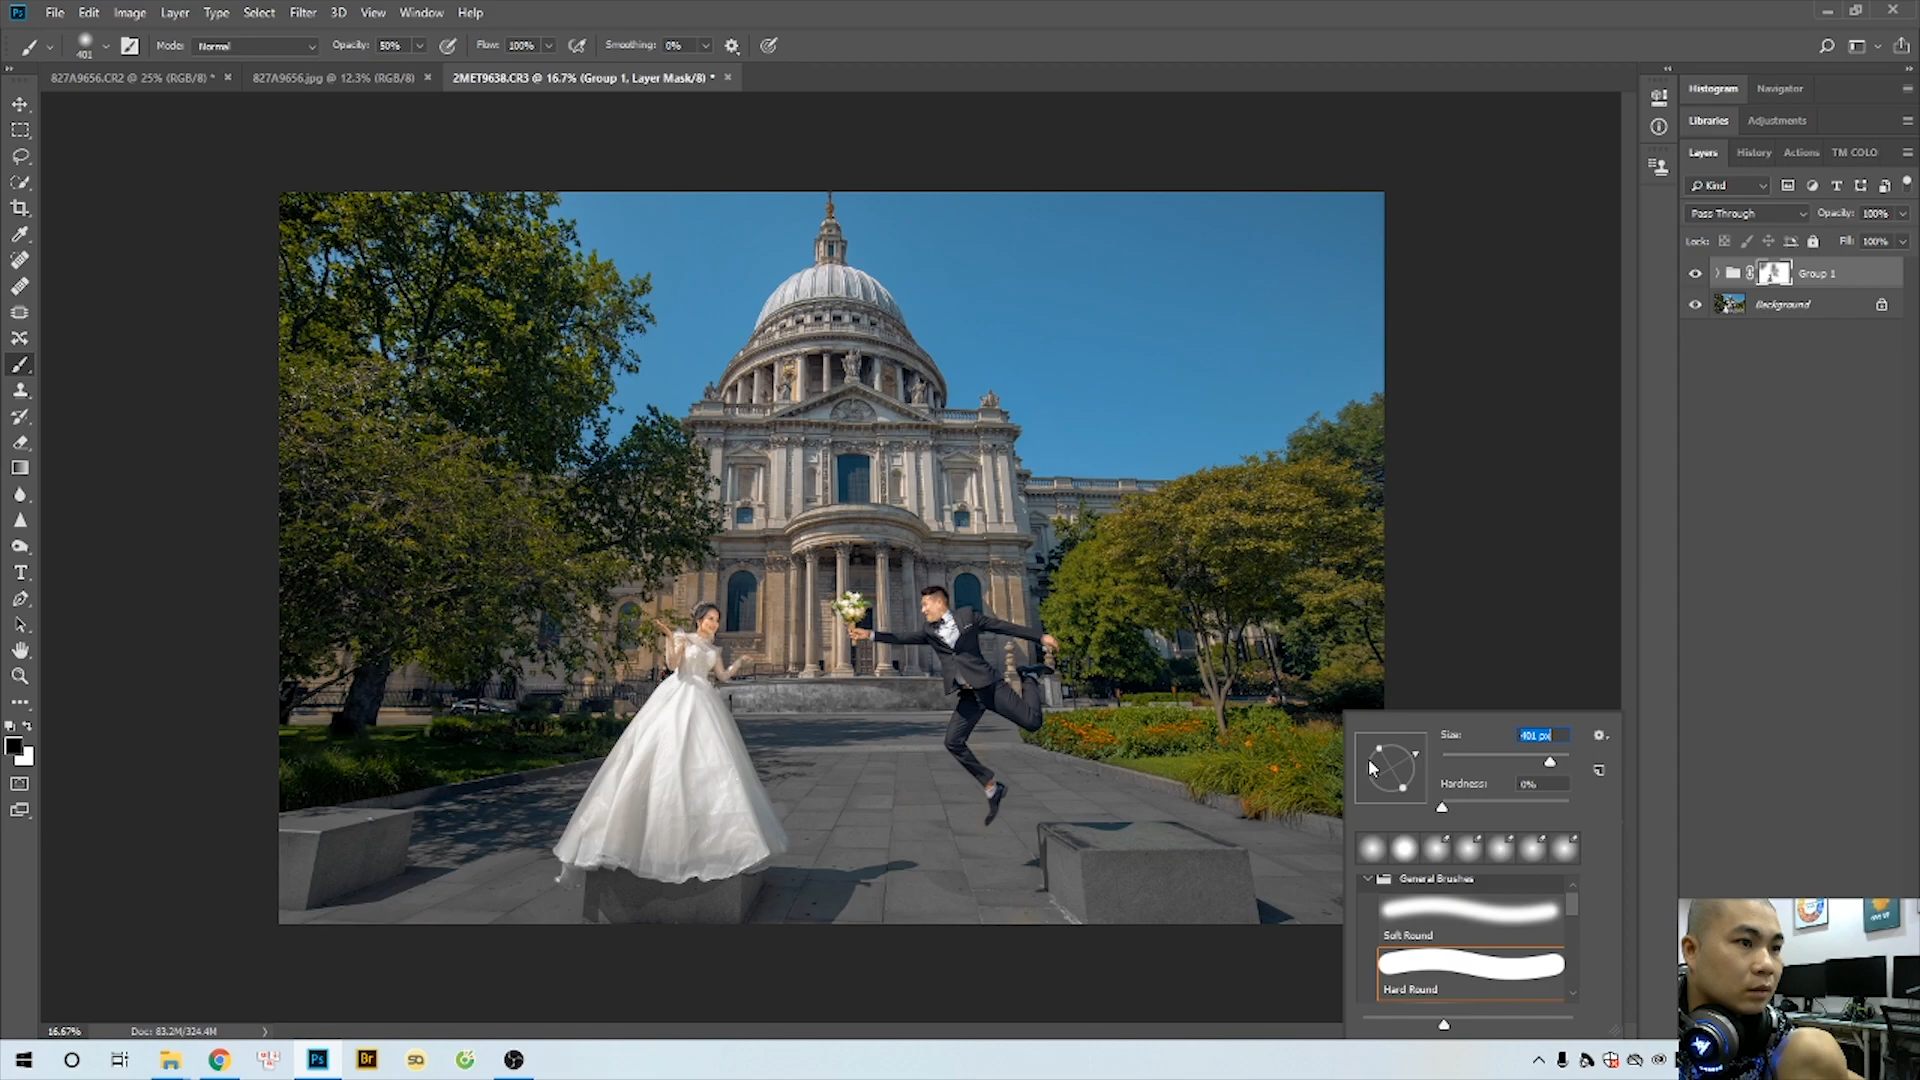 Ps File Edit Image Layer Type Select Filter 3D View Window Help
401 Mode: Normal Opacity: 50% Flow: 100% Smoothing: 0%
827A9656.CR2 @ 25% (RGB/8) * 827A9656.jpg @ 12.3% (RGB/8) 2MET9638.CR3 @ 16.7% (Group 1, Layer Mask/8) *
Histogram Navigator
Libraries Adjustments
Layers History Actions TM COLO
Kind
Pass Through Opacity: 100%
Lock: Fill: 100%
Group 1
Background
Size: 401 px
Hardness: 0%
General Brushes
Soft Round
Hard Round
16.67% Doc: 83.2M/324.4M
Ps Br